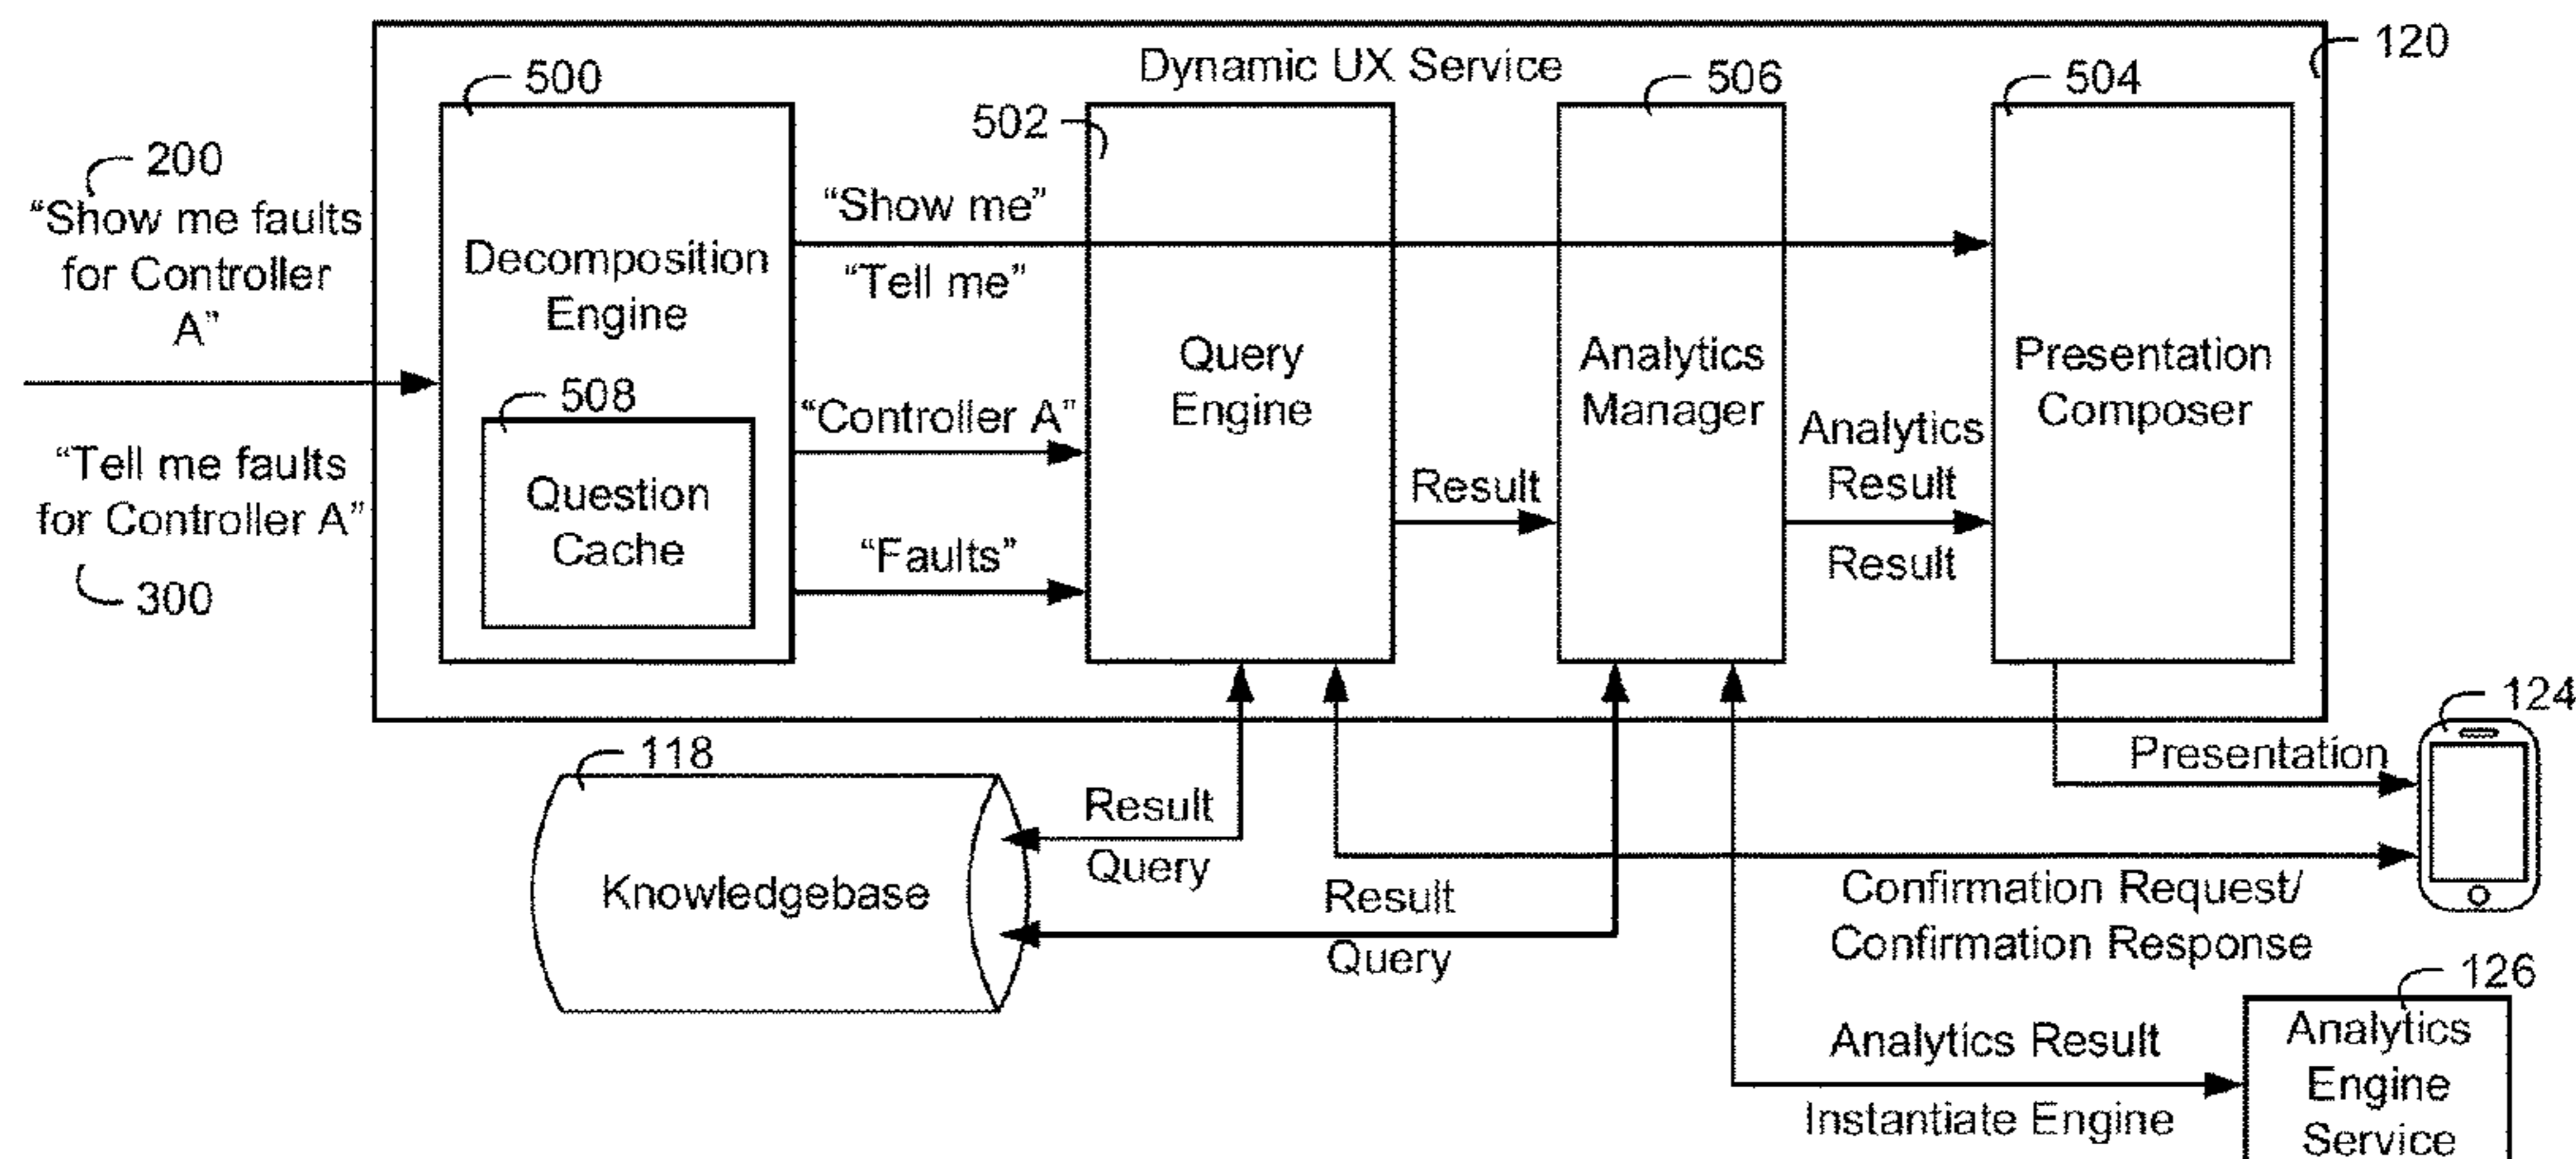 Dynamic UX Service
120
500
502
506
504
200
“Show me faults
for Controller
A”
“Tell me faults
for Controller A”
300
Decomposition
Engine
508
Question
Cache
“Show me”
“Tell me”
“Controller A”
“Faults”
Query
Engine
Result
Analytics
Manager
Analytics
Result
Result
Presentation
Composer
118
Knowledgebase
Result
Query
Result
Query
Presentation
124
Confirmation Request/
Confirmation Response
126
Analytics Result
Instantiate Engine
Analytics
Engine
Service